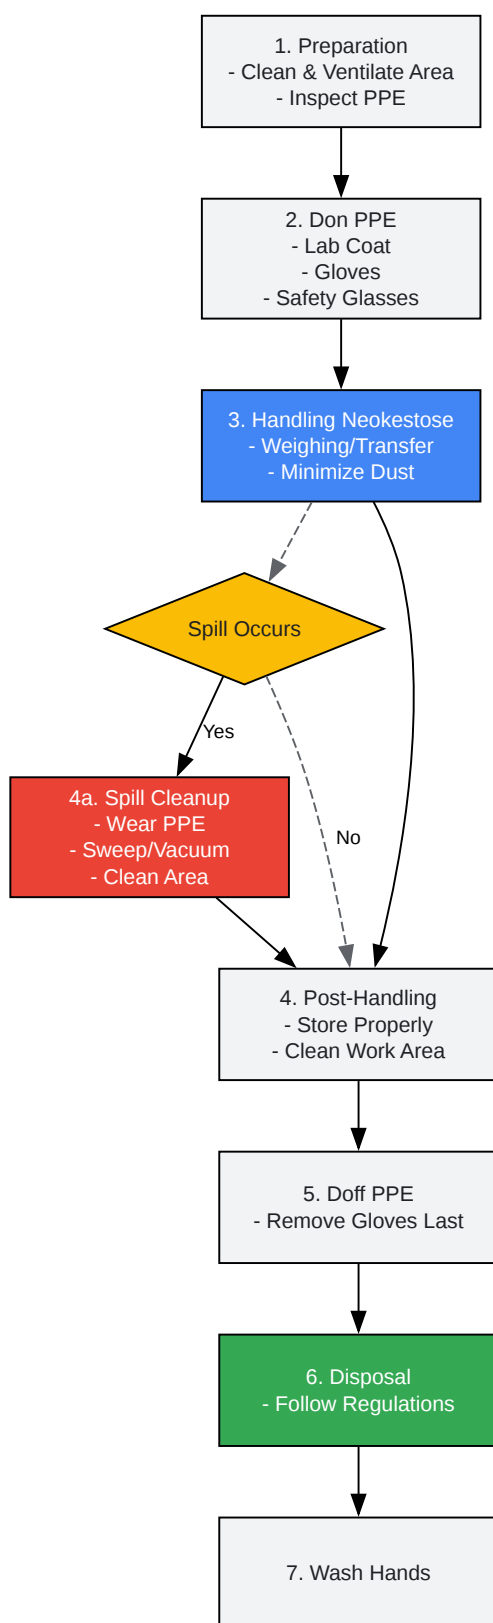 1. Preparation
- Clean & Ventilate Area
- Inspect PPE
2. Don PPE
- Lab Coat
- Gloves
- Safety Glasses
3. Handling Neokestose
- Weighing/Transfer
- Minimize Dust
Spill Occurs
Yes
4a. Spill Cleanup
- Wear PPE
- Sweep/Vacuum
- Clean Area
No
4. Post-Handling
- Store Properly
- Clean Work Area
5. Doff PPE
- Remove Gloves Last
6. Disposal
- Follow Regulations
7. Wash Hands